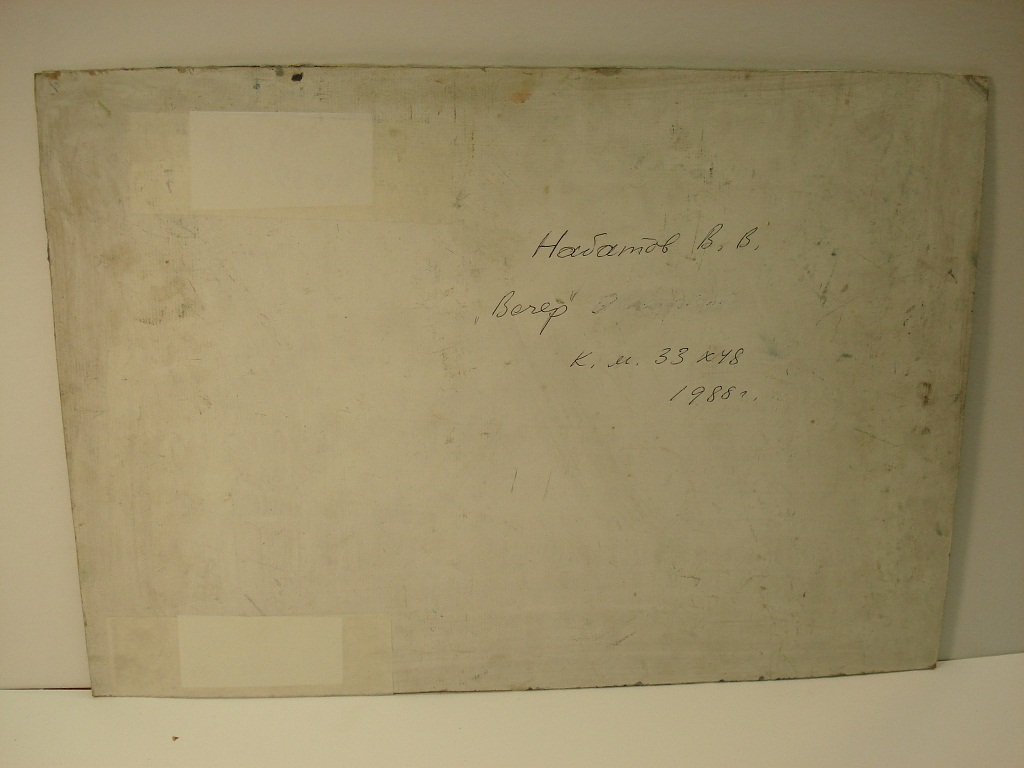 Набатов В. В.
"Вечер"
к. м. 33 x 48
1988 г.